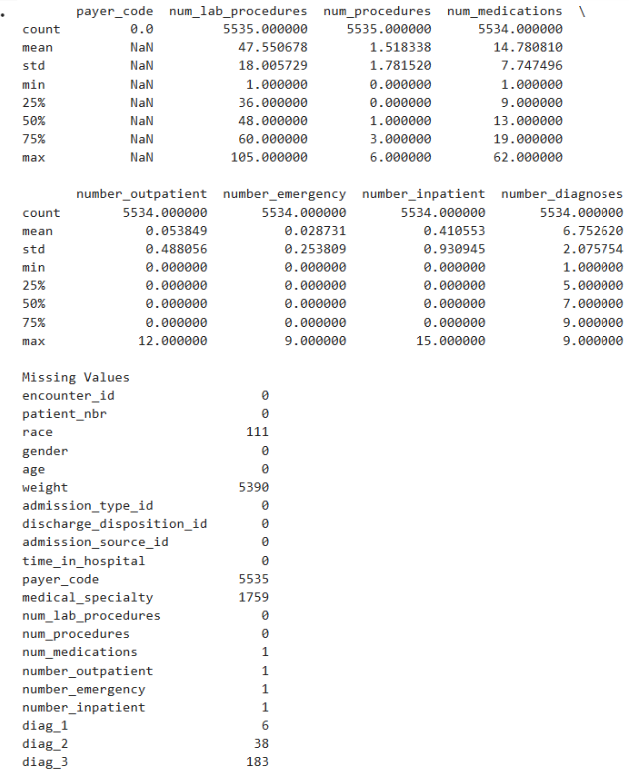 payer_code num_lab_procedures num_procedures num_medications \
count 0.0 5535.000000 5535.000000 5534.000000
mean NaN 47.550678 1.518338 14.780810
std NaN 18.005729 1.781520 7.747496
min NaN 1.000000 0.000000 1.000000
25% NaN 36.000000 0.000000 9.000000
50% NaN 48.000000 1.000000 13.000000
75% NaN 60.000000 3.000000 19.000000
max NaN 105.000000 6.000000 62.000000
number_outpatient number_emergency number_inpatient number_diagnoses
count 5534.000000 5534.000000 5534.000000 5534.000000
mean 0.053849 0.028731 0.410553 6.752620
std 0.488056 0.253809 0.930945 2.075754
min 0.000000 0.000000 0.000000 1.000000
25% 0.000000 0.000000 0.000000 5.000000
50% 0.000000 0.000000 0.000000 7.000000
75% 0.000000 0.000000 0.000000 9.000000
max 12.000000 9.000000 15.000000 9.000000
Missing Values
encounter_id 0
patient_nbr 0
race 111
gender 0
age 0
weight 5390
admission_type_id 0
discharge_disposition_id 0
admission_source_id 0
time_in_hospital 0
payer_code 5535
medical_specialty 1759
num_lab_procedures 0
num_procedures 0
num_medications 1
number_outpatient 1
number_emergency 1
number_inpatient 1
diag_1 6
diag_2 38
diag_3 183